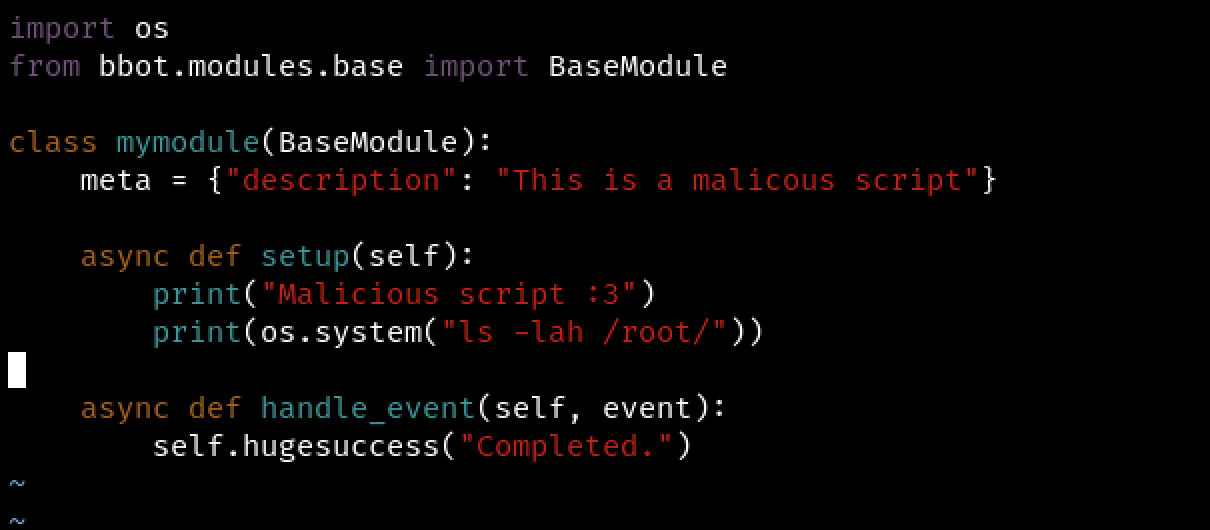 import os
from bbot.modules.base import BaseModule

class mymodule(BaseModule):
    meta = {"description": "This is a malicous script"}

    async def setup(self):
        print("Malicious script :3")
        print(os.system("ls -lah /root/"))

    async def handle_event(self, event):
        self.hugesuccess("Completed.")
~
~